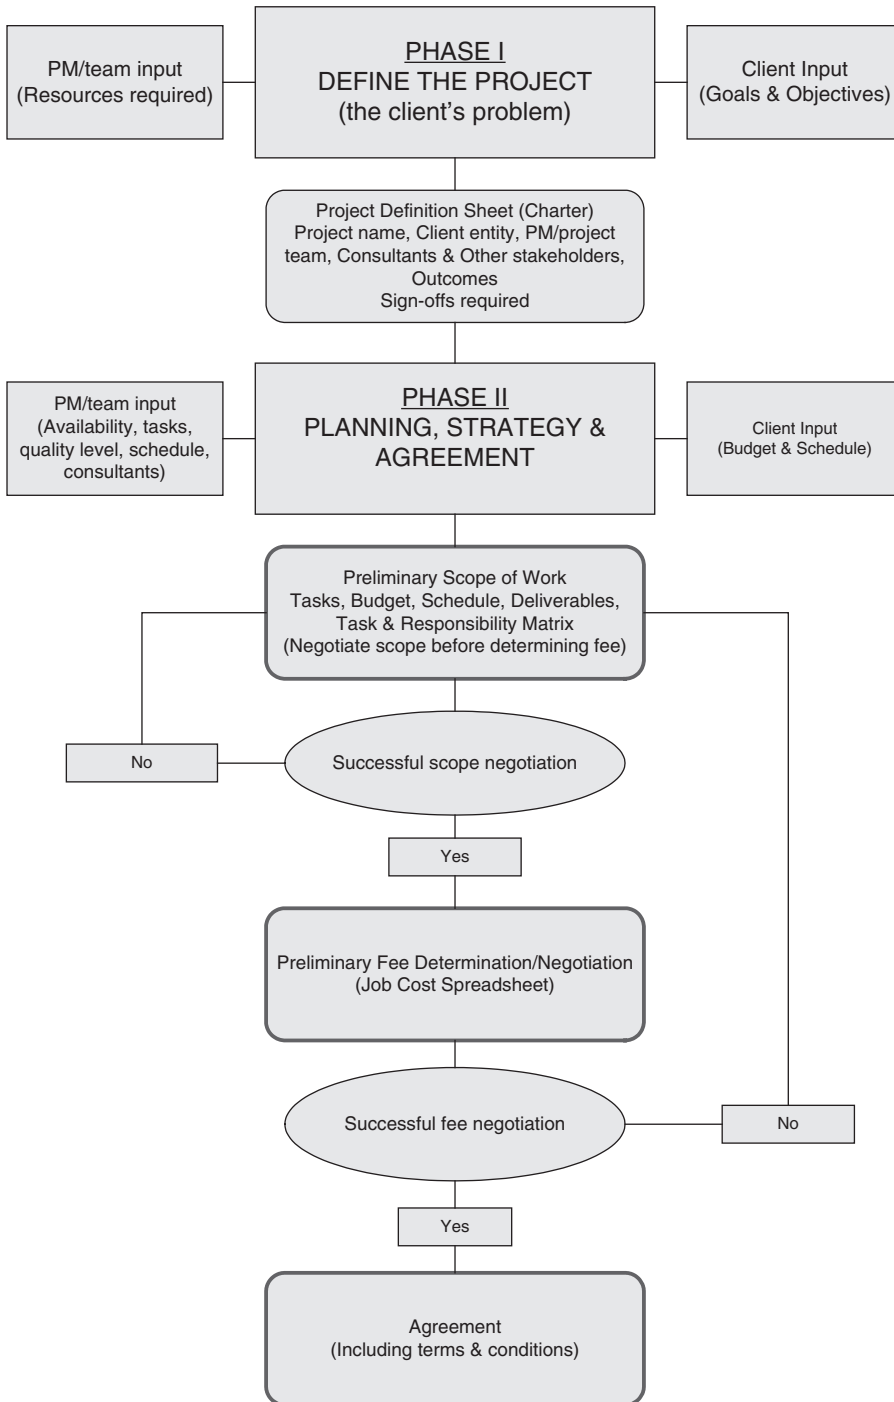 PM/team input
(Resources required)
PHASE I
DEFINE THE PROJECT
(the client's problem)
Client Input
(Goals & Objectives)
Project Definition Sheet (Charter)
Project name, Client entity, PM/project
team, Consultants & Other stakeholders,
Outcomes
Sign-offs required
PM/team input
(Availability, tasks,
quality level, schedule,
consultants)
PHASE II
PLANNING, STRATEGY &
AGREEMENT
Client Input
(Budget & Schedule)
Preliminary Scope of Work
Tasks, Budget, Schedule, Deliverables,
Task & Responsibility Matrix
(Negotiate scope before determining fee)
No
Successful scope negotiation
Yes
Preliminary Fee Determination/Negotiation
(Job Cost Spreadsheet)
Successful fee negotiation
No
Yes
Agreement
(Including terms & conditions)